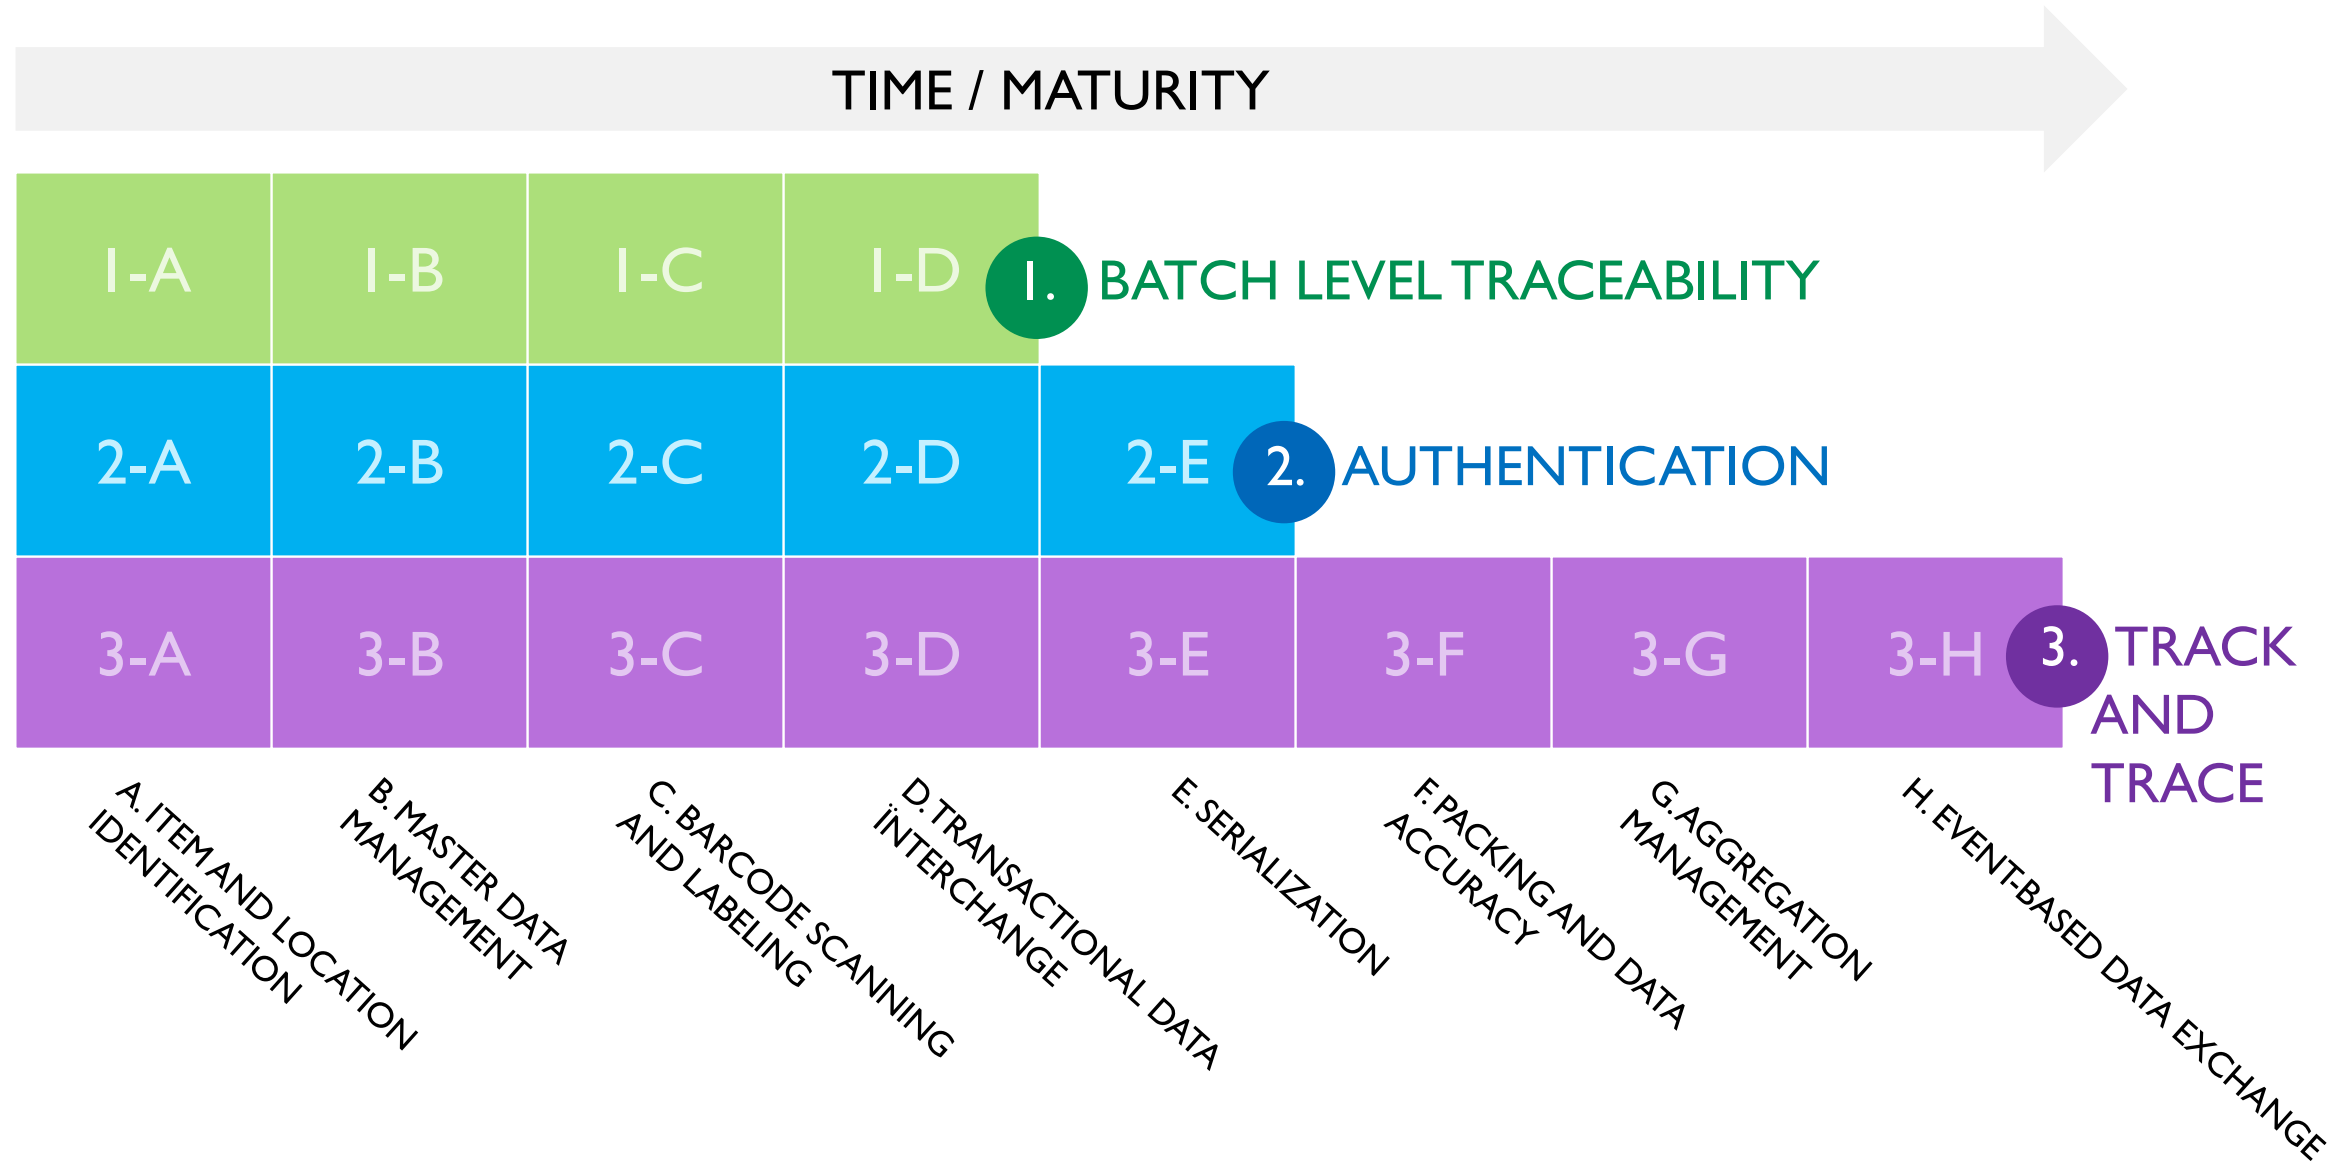 TIME / MATURITY
1-A
1-B
1-C
1-D
1.
BATCH LEVEL TRACEABILITY
2-A
2-B
2-C
2-D
2-E
2.
AUTHENTICATION
3-A
3-B
3-C
3-D
3-E
3-F
3-G
3-H
3.
TRACK
AND
TRACE
A. ITEM AND LOCATION
IDENTIFICATION
B. MASTER DATA
MANAGEMENT
C. BARCODE SCANNING
AND LABELING
D. TRANSACTIONAL DATA
ÏNTERCHANGE
E. SERIALIZATION
F. PACKING AND DATA
ACCURACY
G. AGGREGATION
MANAGEMENT
H. EVENT-BASED DATA EXCHANGE